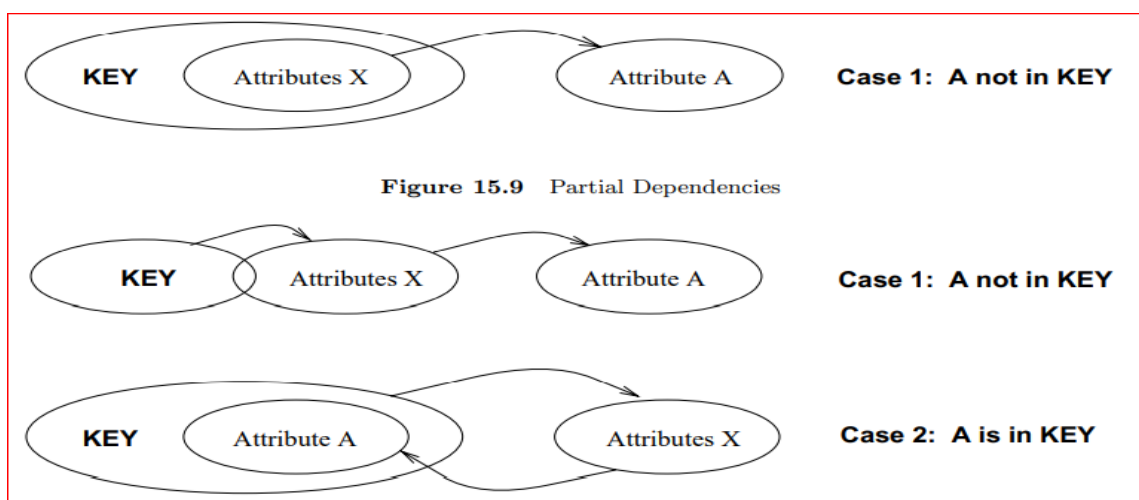 KEY Attributes X Attribute A Case 1: A not in KEY
Figure 15.9 Partial Dependencies
KEY Attributes X Attribute A Case 1: A not in KEY
KEY Attribute A Attributes X Case 2: A is in KEY